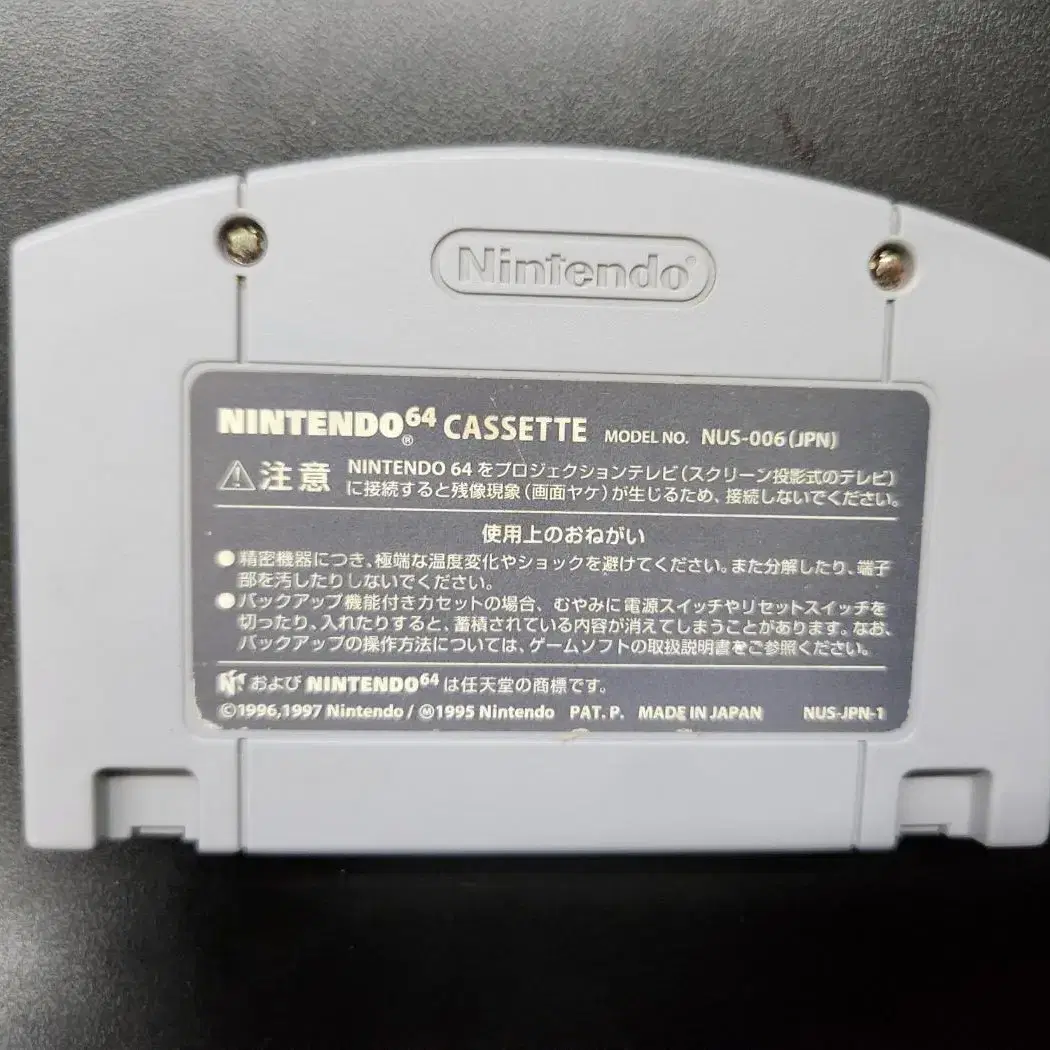 Nintendo®
NINTENDO®64 CASSETTE MODEL NO. NUS-006(JPN)
⚠注意 NINTENDO 64 をプロジェクションテレビ(スクリーン投影式のテレビ)
に接続すると残像現象(画面ヤケ)が生じるため、接続しないでください。
使用上のおねがい
●精密機器につき、極端な温度変化やショックを避けてください。また分解したり、端子
部を汚したりしないでください。
●バックアップ機能付きカセットの場合、むやみに電源スイッチやリセットスイッチを
切ったり、入れたりすると、蓄積されている内容が消えてしまうことがあります。なお、
バックアップの操作方法については、ゲームソフトの取扱説明書をご参照ください。
N および NINTENDO64 は任天堂の商標です。
©1996,1997 Nintendo/Ⓜ1995 Nintendo PAT. P. MADE IN JAPAN NUS-JPN-1